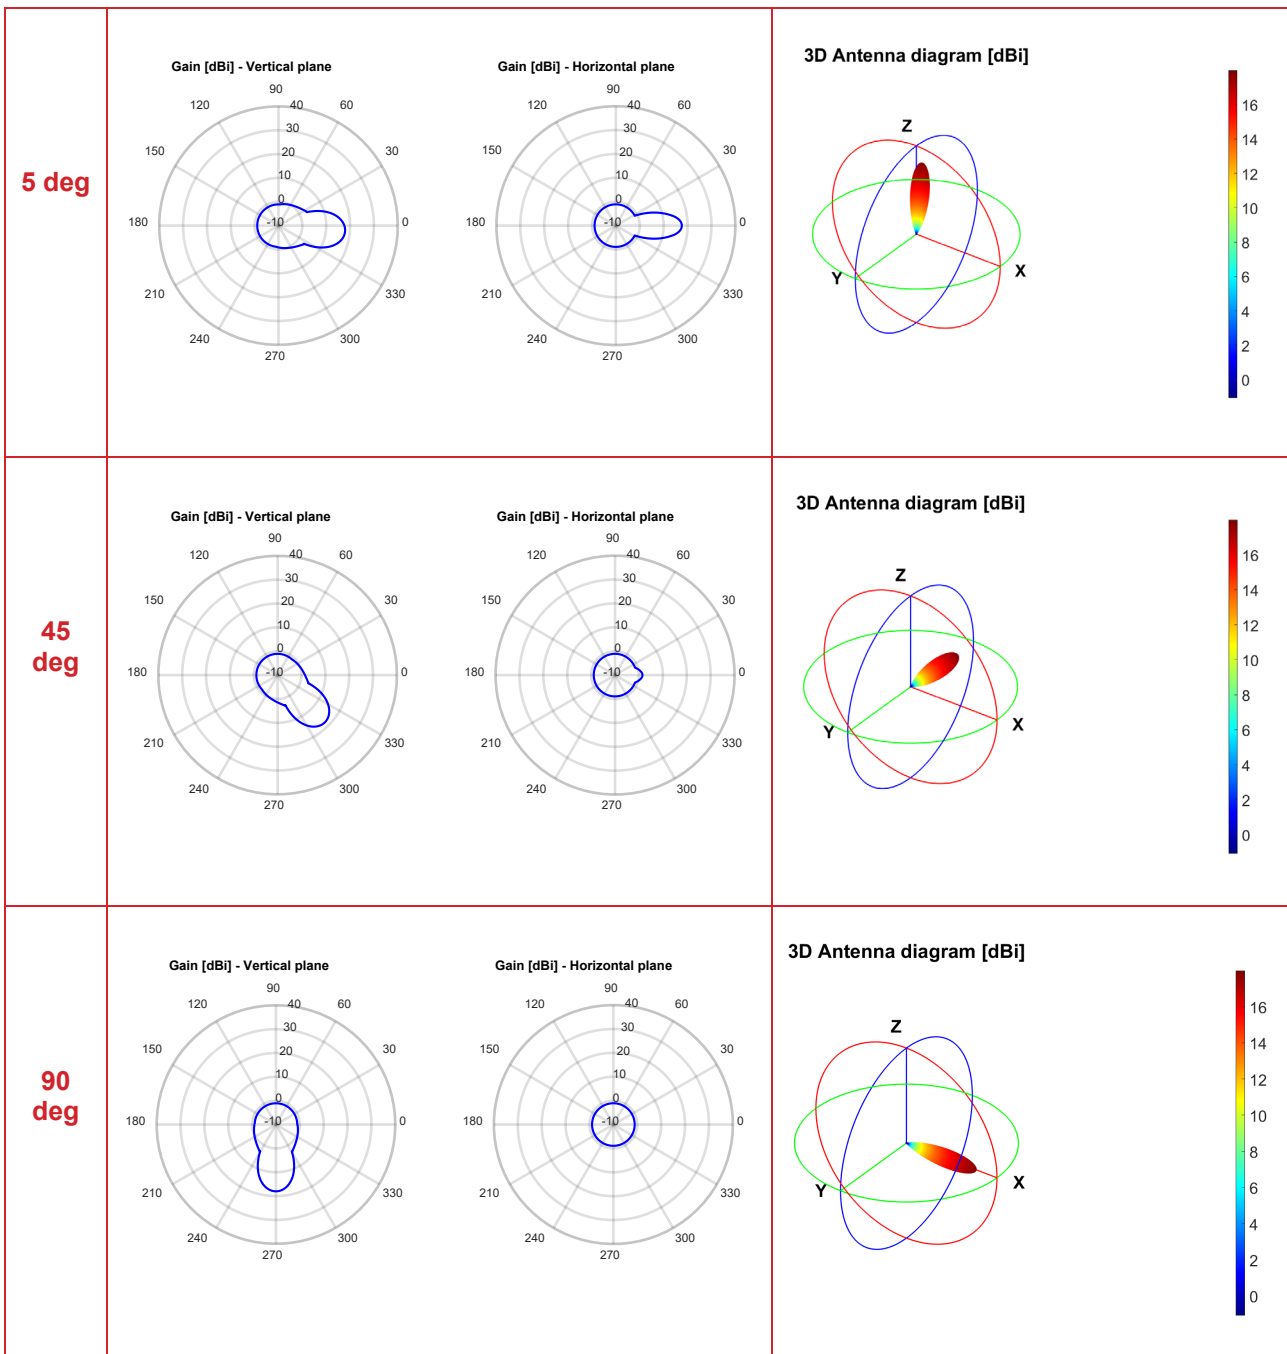 5 deg
Gain [dBi] - Vertical plane
90
120 40 60
30
150 20 30
10
0
180 -10 0
210 330
240 300
270
Gain [dBi] - Horizontal plane
90
120 40 60
30
150 20 30
10
0
180 -10 0
210 330
240 300
270
3D Antenna diagram [dBi]
Z
Y
X
16
14
12
10
8
6
4
2
0
45
deg
Gain [dBi] - Vertical plane
90
120 40 60
30
150 20 30
10
0
180 -10 0
210 330
240 300
270
Gain [dBi] - Horizontal plane
90
120 40 60
30
150 20 30
10
0
180 -10 0
210 330
240 300
270
3D Antenna diagram [dBi]
Z
Y
X
16
14
12
10
8
6
4
2
0
90
deg
Gain [dBi] - Vertical plane
90
120 40 60
30
150 20 30
10
0
180 -10 0
210 330
240 300
270
Gain [dBi] - Horizontal plane
90
120 40 60
30
150 20 30
10
0
180 -10 0
210 330
240 300
270
3D Antenna diagram [dBi]
Z
Y
X
16
14
12
10
8
6
4
2
0